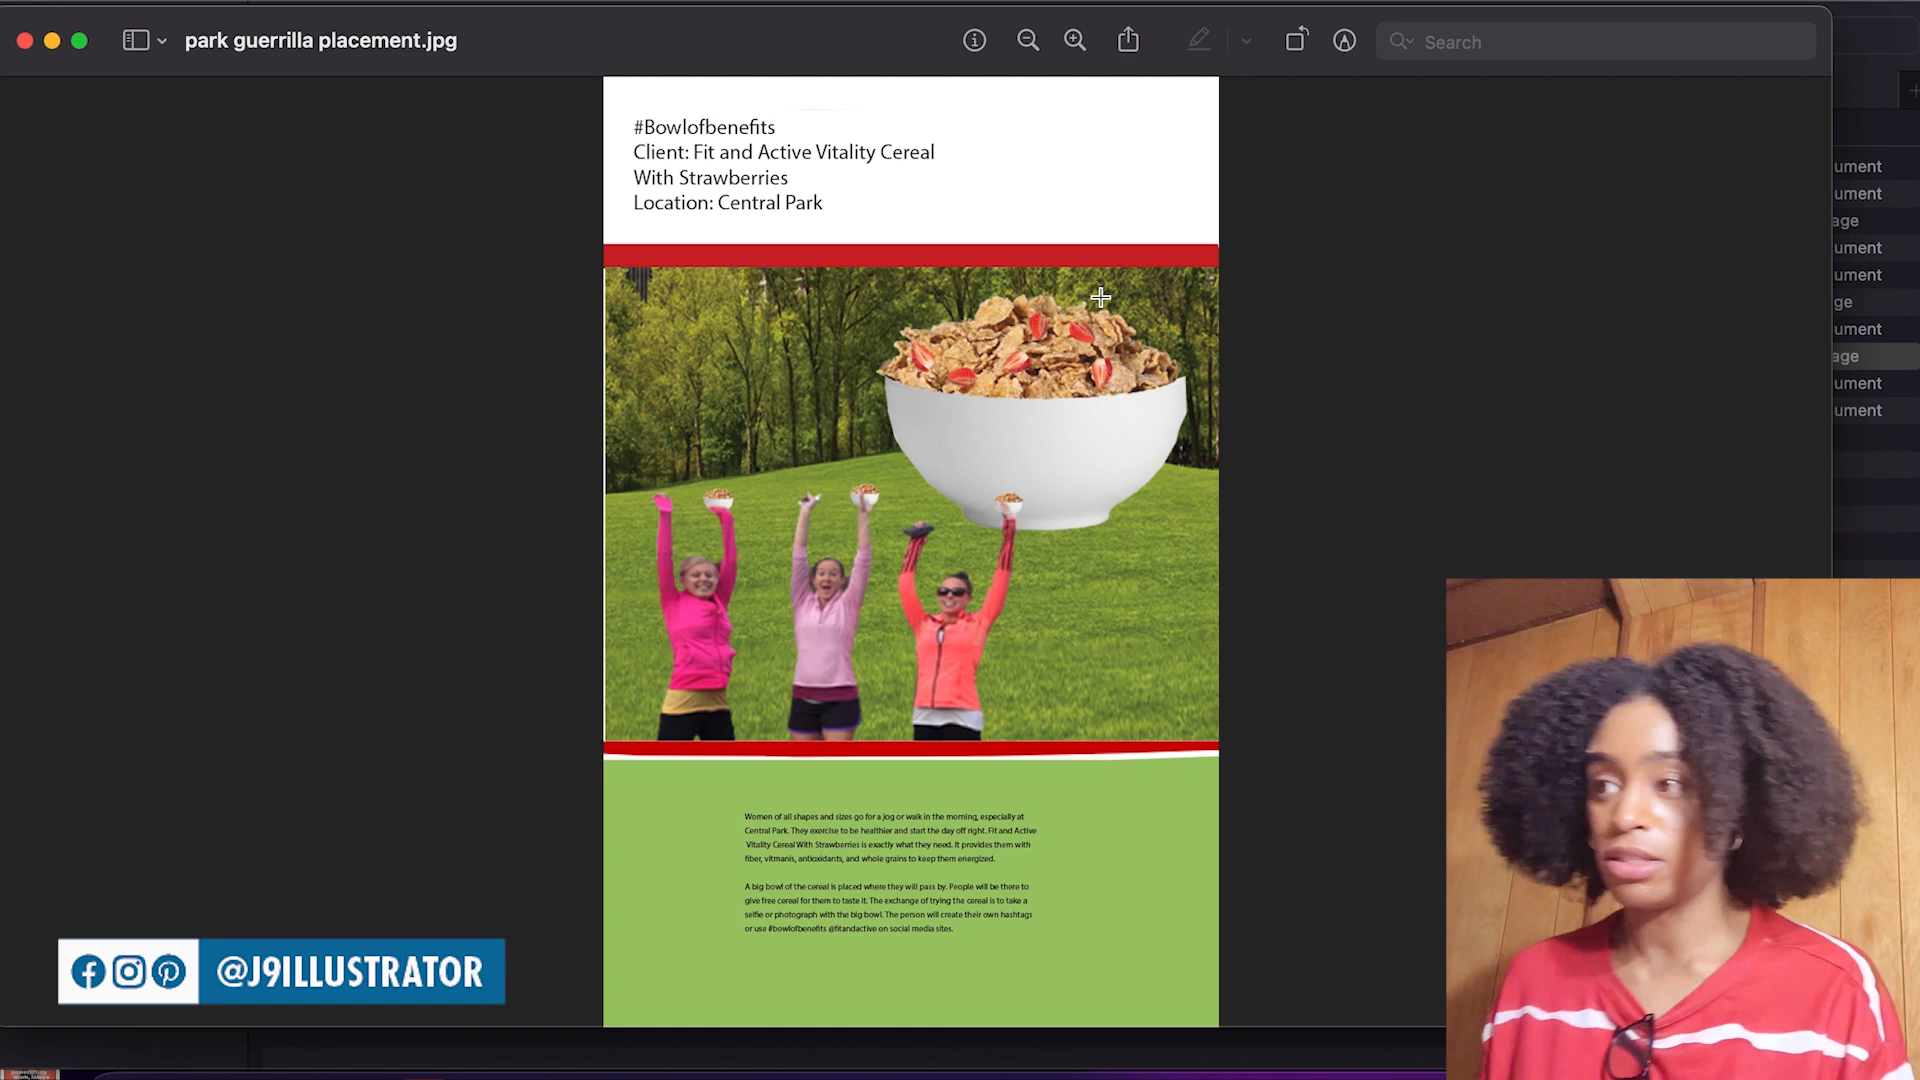 park guerrilla placement.jpg
Search
#Bowlofbenefits
Client: Fit and Active Vitality Cereal
With Strawberries
Location: Central Park
ument
ument
age
ument
ument
ge
ument
age
ument
ument
Women of all shapes and sizes go for a jog or walk in the morning, especially at
Central Park. They exercise to be healthier and start the day off right. Fit and Active
Vitality Cereal With Strawberries is exactly what they need. It provides them with
fiber, vitmanis, antioxidants, and whole grains to keep them energized.
A big bowl of the cereal is placed where they will pass by. People will be there to
give free cereal for them to taste it. The exchange of trying the cereal is to take a
selfie or photograph with the big bowl. The person will create their own hashtags
or use #bowlofbenefits @fitandactive on social media sites.
@J9ILLUSTRATOR